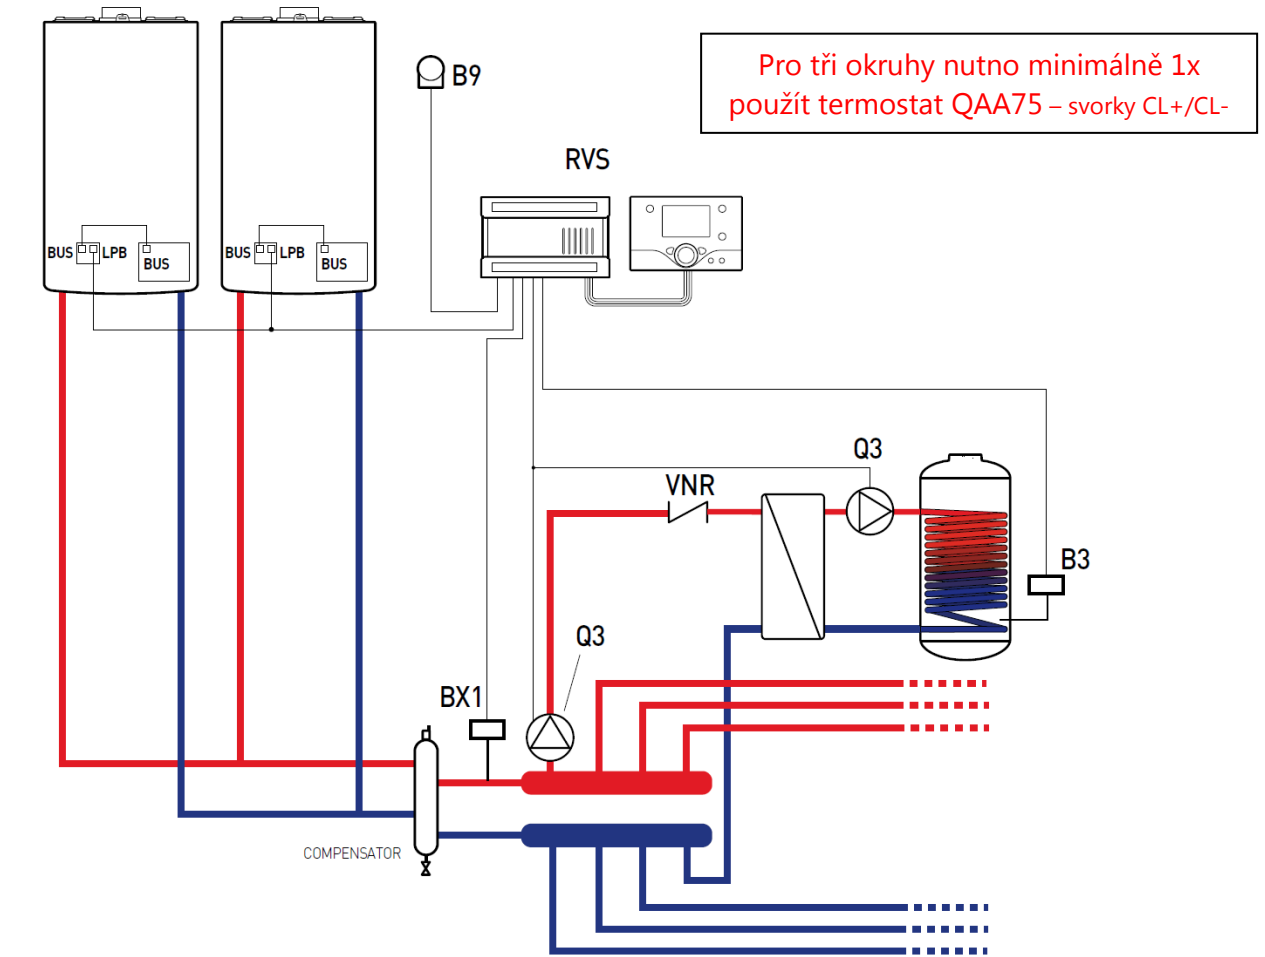 Pro tři okruhy nutno minimálně 1x
použít termostat QAA75 – svorky CL+/CL-
B9
RVS
BUS LPB BUS
BUS LPB BUS
Q3
VNR
B3
Q3
BX1
COMPENSATOR